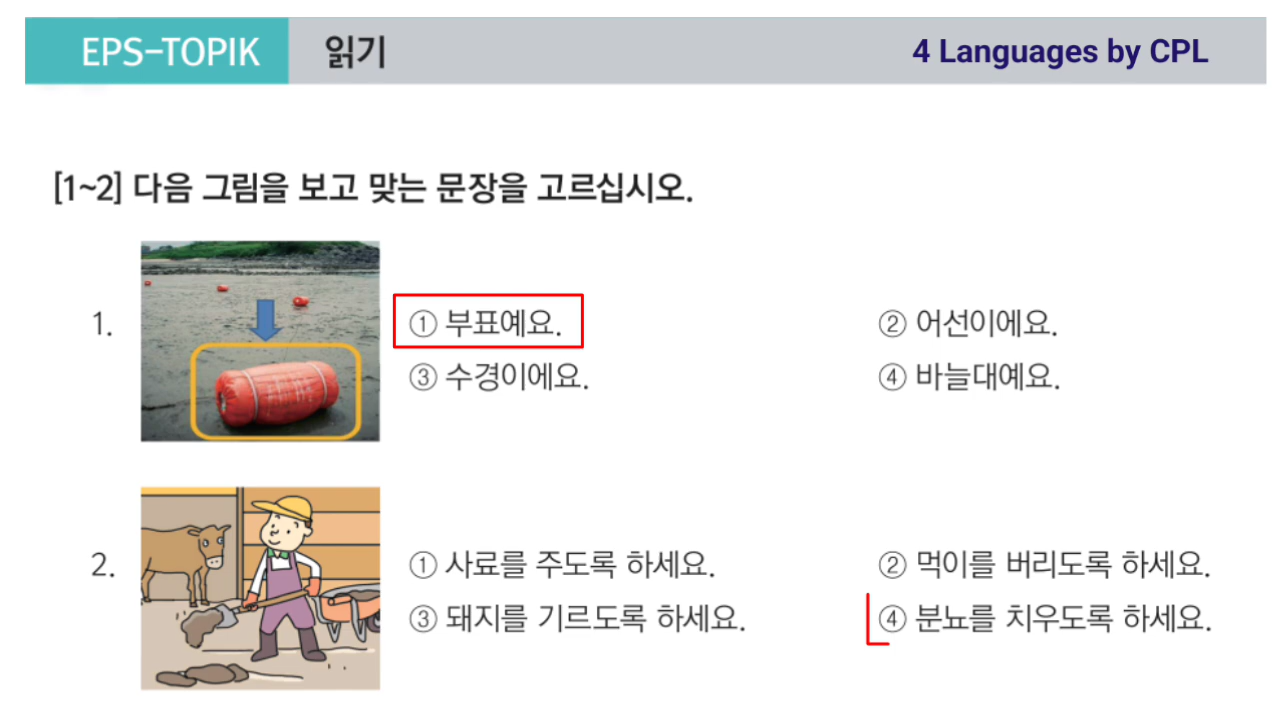 EPS-TOPIK 읽기 4 Languages by CPL
[1~2] 다음 그림을 보고 맞는 문장을 고르십시오.
1. ① 부표예요. ② 어선이에요.
③ 수경이에요. ④ 바늘대예요.
2. ① 사료를 주도록 하세요. ② 먹이를 버리도록 하세요.
③ 돼지를 기르도록 하세요. ④ 분뇨를 치우도록 하세요.